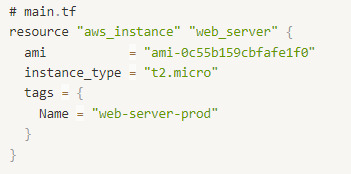 # main.tf
resource "aws_instance" "web_server" {
  ami           = "ami-0c55b159cbfafe1f0"
  instance_type = "t2.micro"
  tags = {
    Name = "web-server-prod"
  }
}